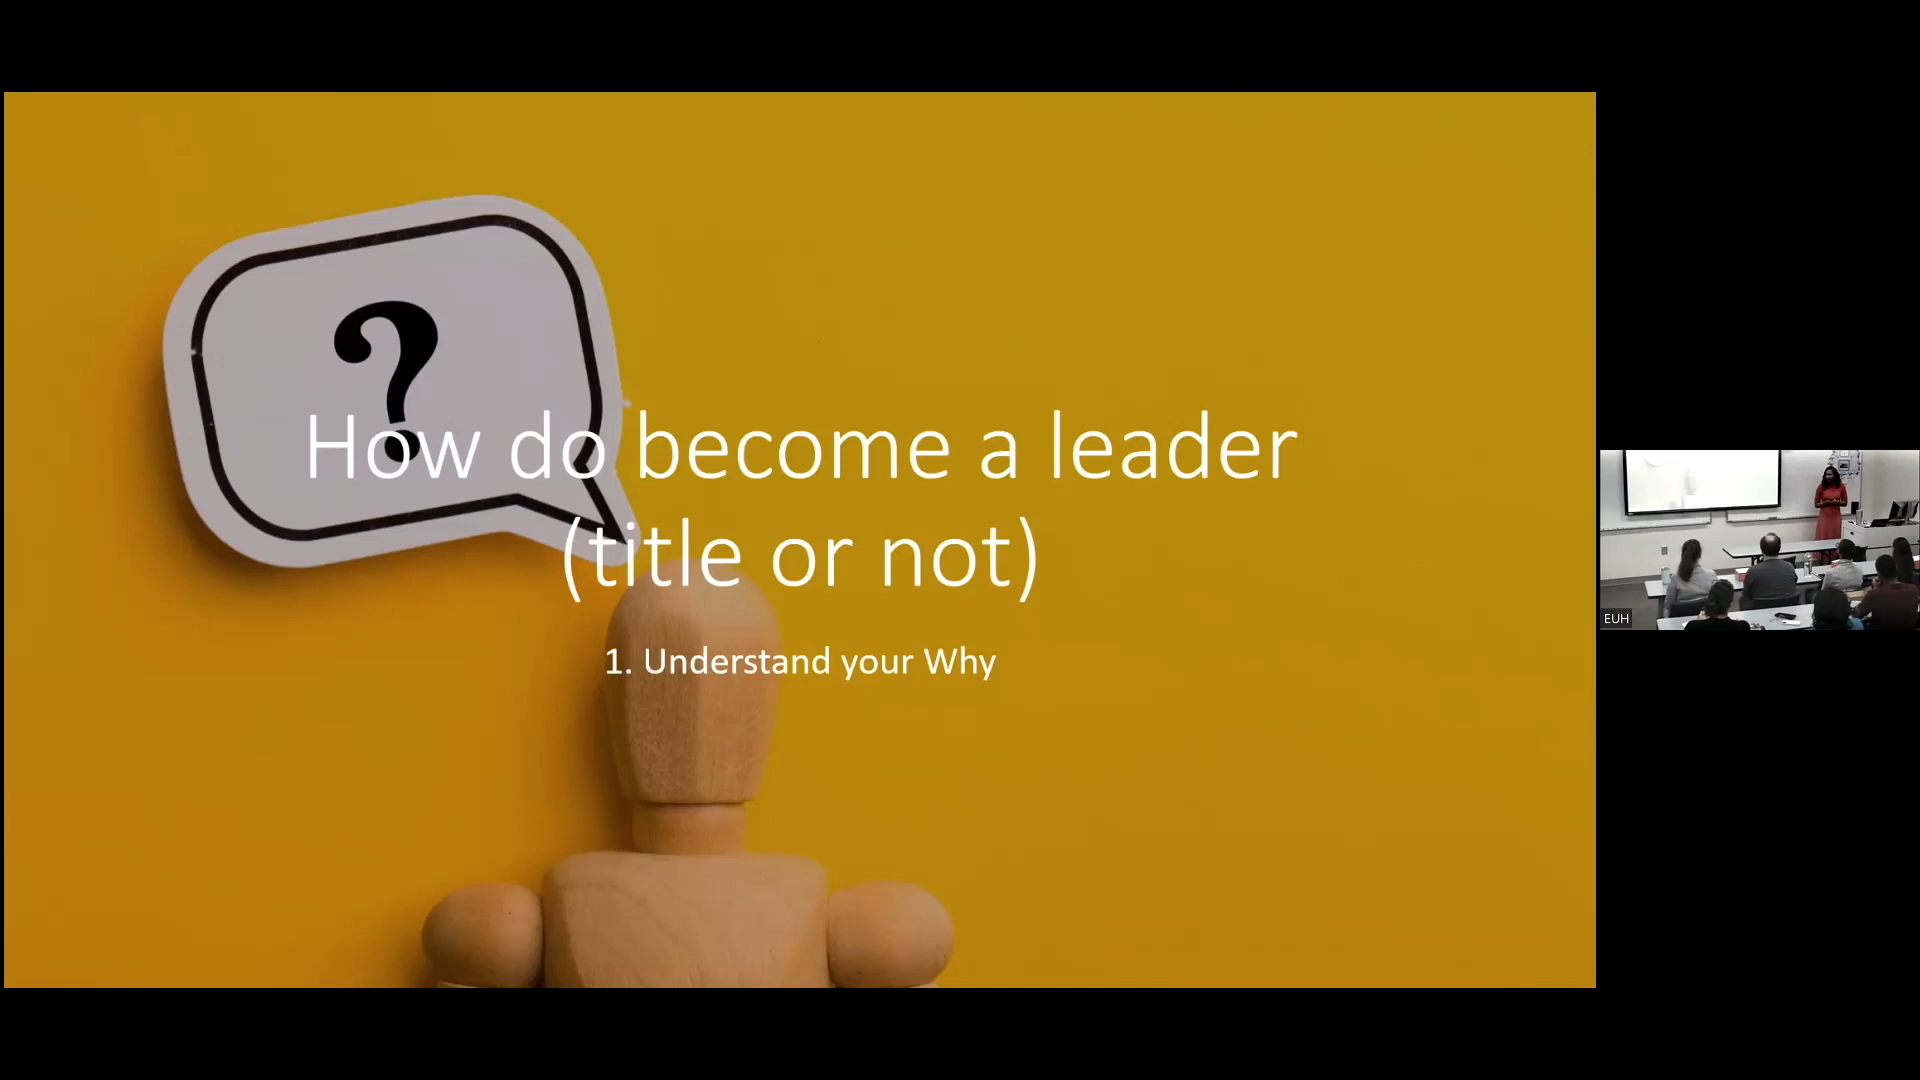 ?
How do become a leader
(title or not)
1. Understand your Why
EUH